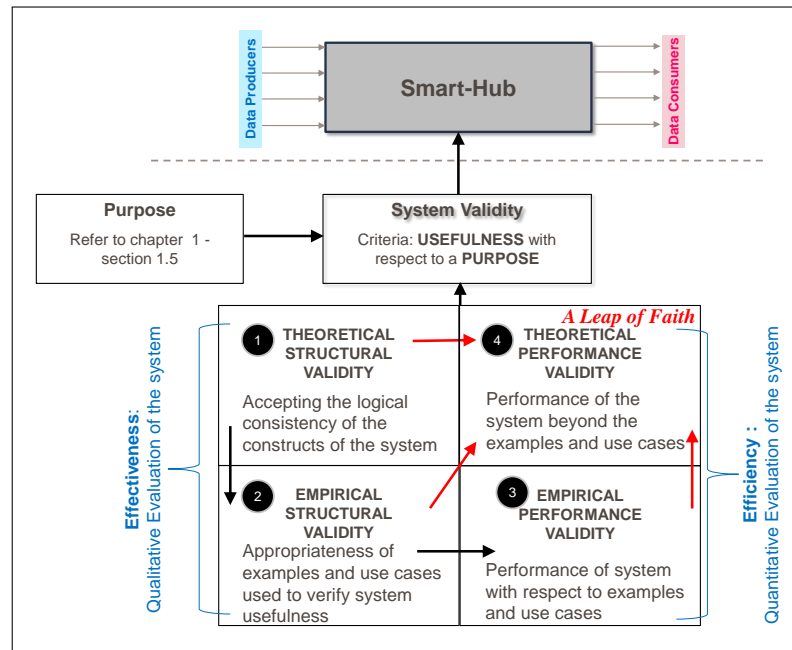 Data Producers
Smart-Hub
Data Consumers
Purpose
Refer to chapter 1 -
section 1.5
System Validity
Criteria: USEFULNESS with
respect to a PURPOSE
A Leap of Faith
Effectiveness:
Qualitative Evaluation of the system
1
THEORETICAL
STRUCTURAL
VALIDITY
Accepting the logical
consistency of the
constructs of the system
4
THEORETICAL
PERFORMANCE
VALIDITY
Performance of the
system beyond the
examples and use cases
2
EMPIRICAL
STRUCTURAL
VALIDITY
Appropriateness of
examples and use cases
used to verify system
usefulness
3
EMPIRICAL
PERFORMANCE
VALIDITY
Performance of system
with respect to examples
and use cases
Efficiency :
Quantitative Evaluation of the system